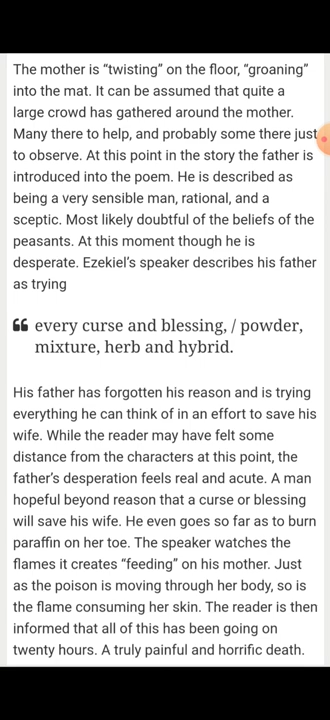 The mother is “twisting” on the floor, “groaning”
into the mat. It can be assumed that quite a
large crowd has gathered around the mother.
Many there to help, and probably some there just
to observe. At this point in the story the father is
introduced into the poem. He is described as
being a very sensible man, rational, and a
sceptic. Most likely doubtful of the beliefs of the
peasants. At this moment though he is
desperate. Ezekiel’s speaker describes his father
as trying
❝ every curse and blessing, / powder,
mixture, herb and hybrid.
His father has forgotten his reason and is trying
everything he can think of in an effort to save his
wife. While the reader may have felt some
distance from the characters at this point, the
father’s desperation feels real and acute. A man
hopeful beyond reason that a curse or blessing
will save his wife. He even goes so far as to burn
paraffin on her toe. The speaker watches the
flames it creates “feeding” on his mother. Just
as the poison is moving through her body, so is
the flame consuming her skin. The reader is then
informed that all of this has been going on
twenty hours. A truly painful and horrific death.